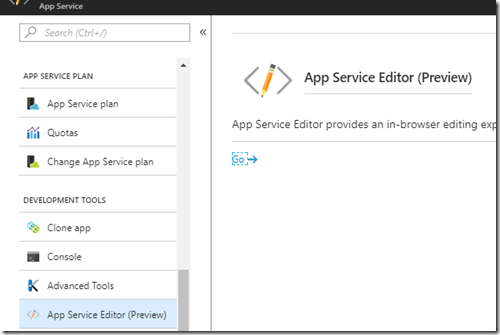 App Service
Search (Ctrl+/)
APP SERVICE PLAN
App Service plan
Quotas
Change App Service plan
DEVELOPMENT TOOLS
Clone app
Console
Advanced Tools
App Service Editor (Preview)
App Service Editor (Preview)
App Service Editor provides an in-browser editing exp
Go